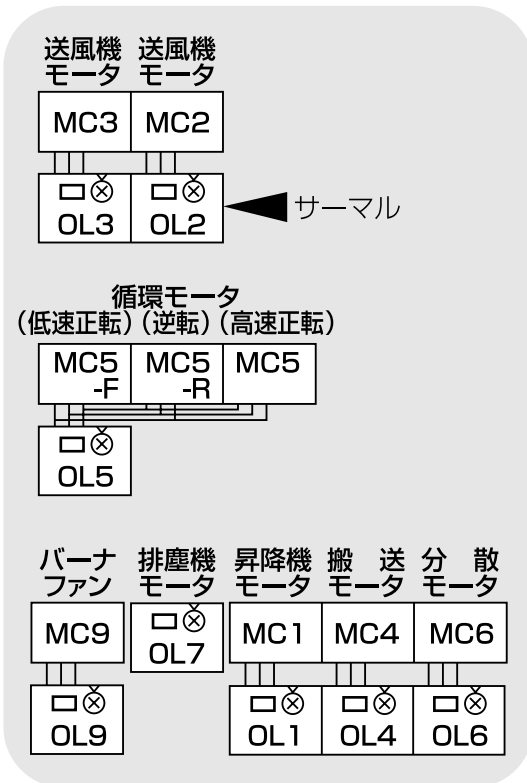 送風機 送風機
モータ モータ
MC3 MC2
OL3 OL2
サーマル
循環モータ
(低速正転)(逆転)(高速正転)
MC5 MC5 MC5
-F -R
OL5
バーナ 排塵機 昇降機 搬 送 分 散
ファン モータ モータ モータ モータ
MC9 MC1 MC4 MC6
OL7
OL9 OL1 OL4 OL6